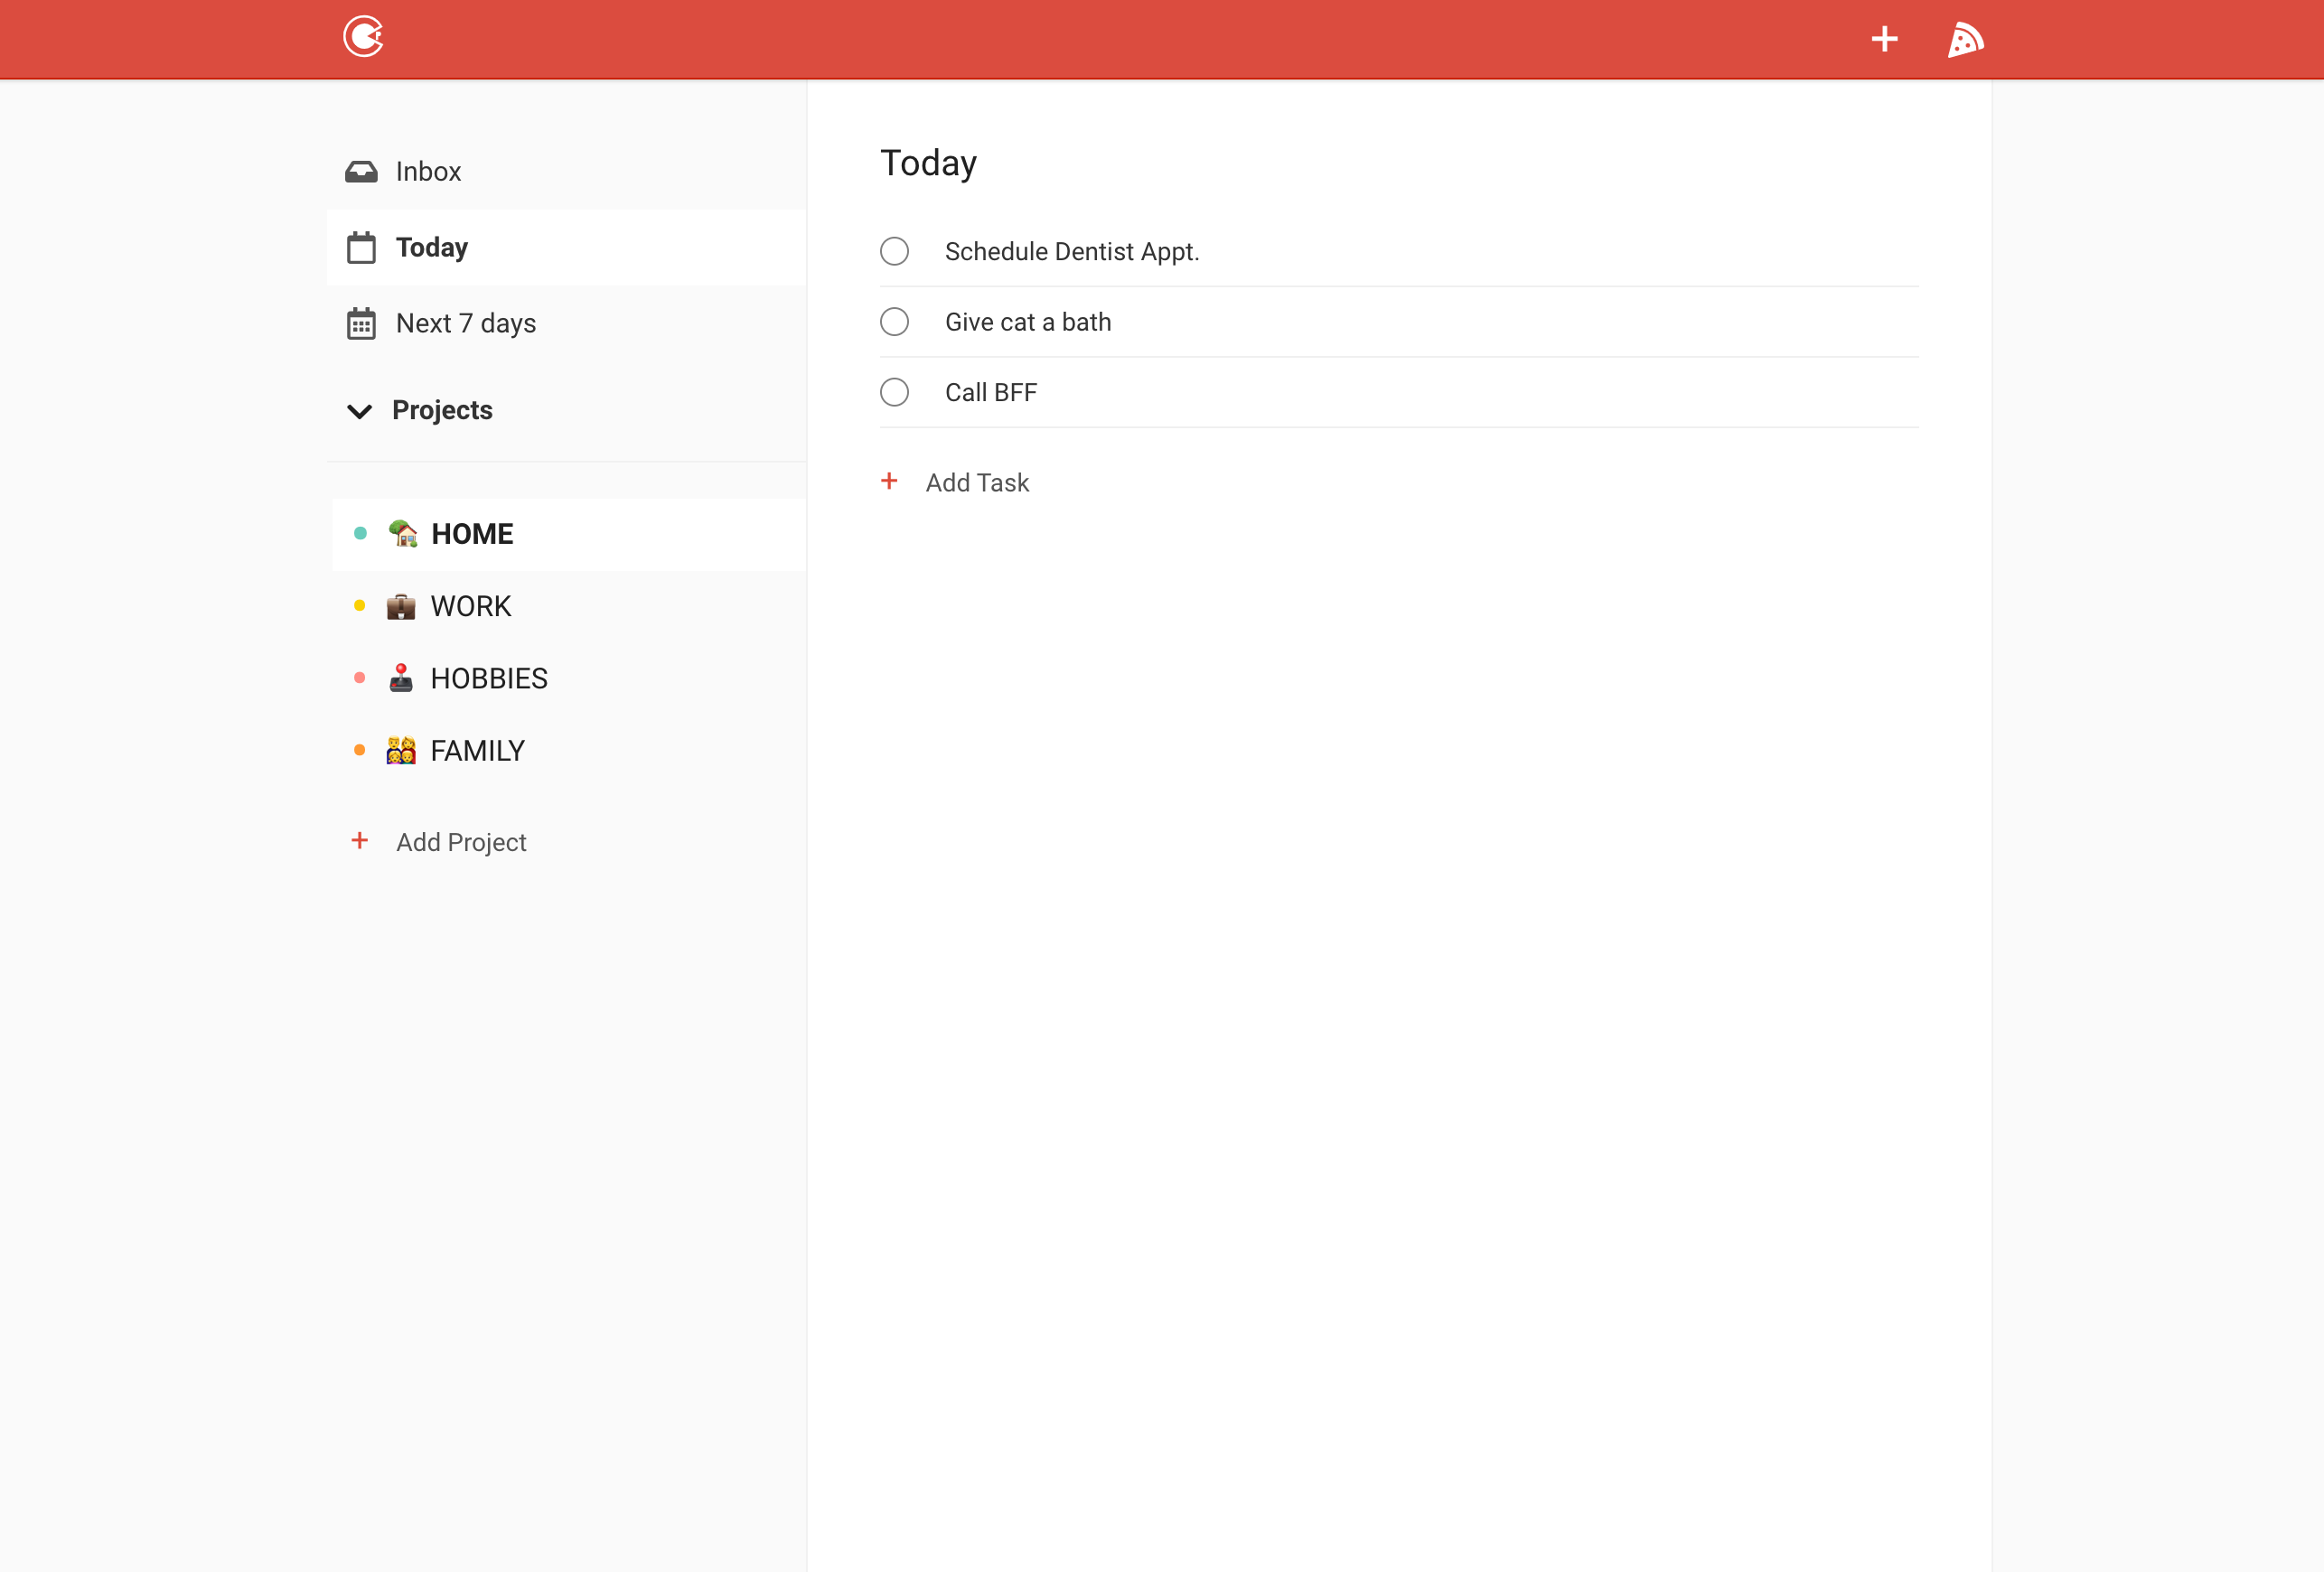 Inbox
Today
Next 7 days
Projects
HOME
WORK
HOBBIES
FAMILY
Add Project
Today
Schedule Dentist Appt.
Give cat a bath
Call BFF
Add Task